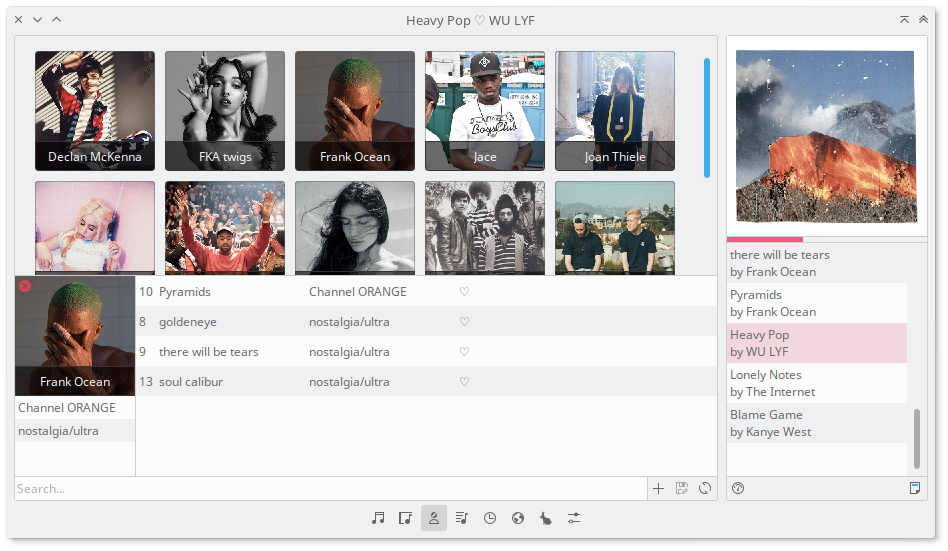 Heavy Pop ♡ WU LYF
Declan McKenna
FKA twigs
Frank Ocean
Jace
Joan Thiele
Frank Ocean
Channel ORANGE
nostalgia/ultra
10 Pyramids Channel ORANGE ♡
8 goldeneye nostalgia/ultra ♡
9 there will be tears nostalgia/ultra ♡
13 soul calibur nostalgia/ultra ♡
Search...
there will be tears
by Frank Ocean
Pyramids
by Frank Ocean
Heavy Pop
by WU LYF
Lonely Notes
by The Internet
Blame Game
by Kanye West